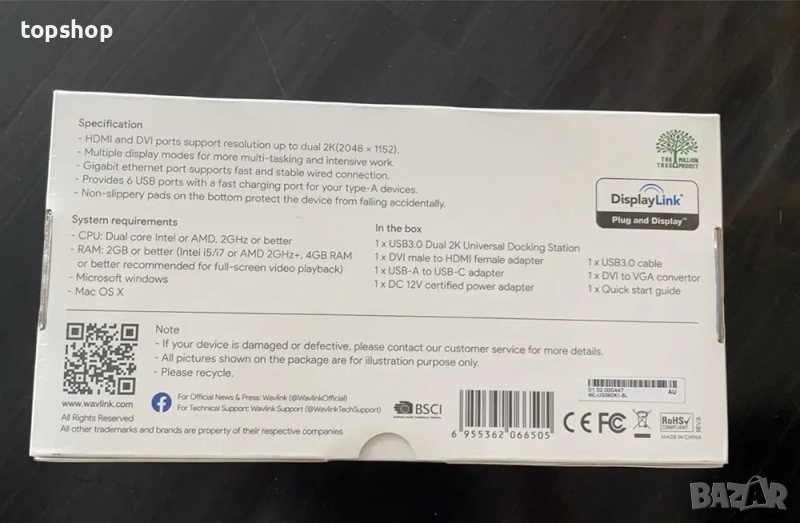 topshop
Specification
- HDMI and DVI ports support resolution up to dual 2K(2048 × 1152).
- Multiple display modes for more multi-tasking and intensive work.
- Gigabit ethernet port supports fast and stable wired connection.
- Provides 6 USB ports with a fast charging port for your type-A devices.
- Non-slippery pads on the bottom protect the device from falling accidentally.
THE MILLION
TREE PROJECT
DisplayLink®
Plug and Display™
System requirements
- CPU: Dual core Intel or AMD, 2GHz or better
- RAM: 2GB or better (Intel i5/i7 or AMD 2GHz+, 4GB RAM
or better recommended for full-screen video playback)
- Microsoft windows
- Mac OS X
In the box
1 x USB3.0 Dual 2K Universal Docking Station
1 x DVI male to HDMI female adapter
1 x USB-A to USB-C adapter
1 x DC 12V certified power adapter
1 x USB3.0 cable
1 x DVI to VGA convertor
1 x Quick start guide
Note
- If your device is damaged or defective, please contact our customer service for more details.
- All pictures shown on the package are for illustration purpose only.
- Please recycle.
www.wavlink.com
All Rights Reserved
All other trademarks and brands are property of their respective companies
For Official News & Press: Wavlink (@WavlinkOfficial)
For Technical Support: Wavlink Support (@WavlinkTechSupport)
BSCI
6 955362 066505
01.02.000447
WL-UG39DK1-BL
AU
CE FC
RoHS
COMPLIANT
MADE IN CHINA
REV.B
BAZAR